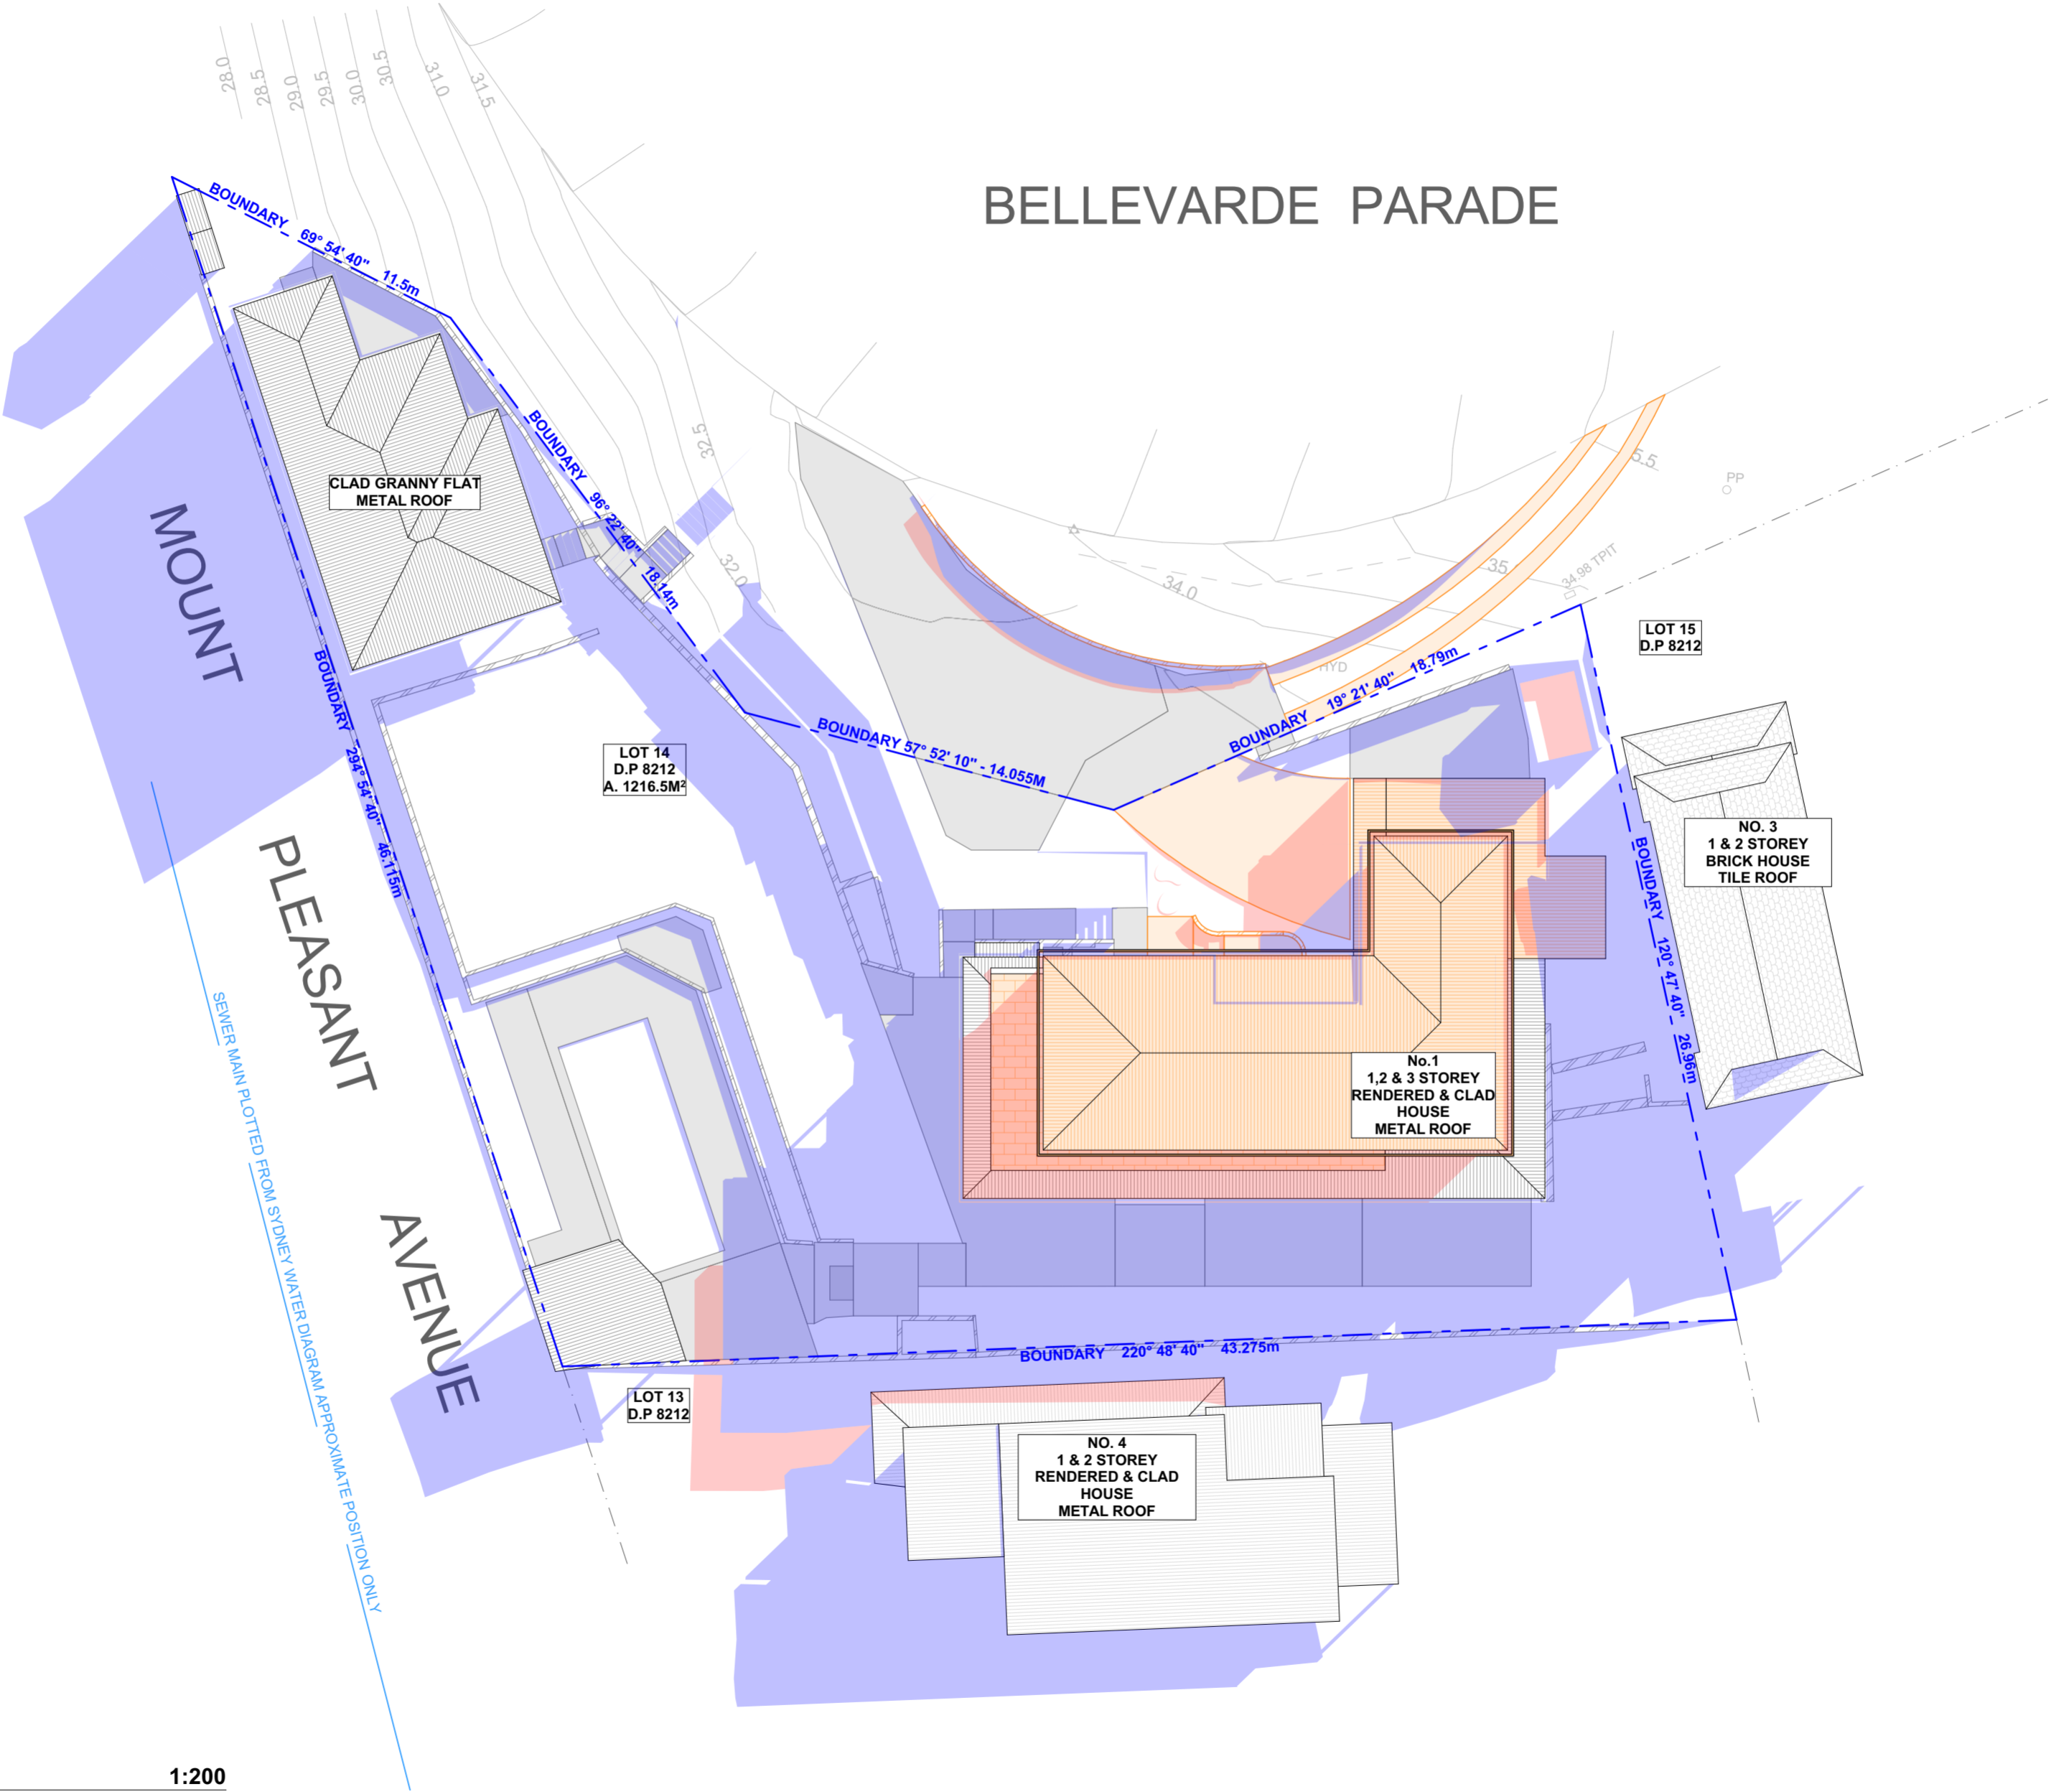 28.0
28.5
29.0
29.5
30.0
30.5
31.0
31.5
BELLEVARDE PARADE
BOUNDARY 69° 54' 40" 11.5m
BOUNDARY 96° 22' 40" 18.14m
32.5
32.0
CLAD GRANNY FLAT
METAL ROOF
5.5
PP
35
34.98 TPIT
34.0
HYD
LOT 15
D.P 8212
MOUNT
PLEASANT
AVENUE
BOUNDARY 294° 54' 40" 46.115m
LOT 14
D.P 8212
A. 1216.5M²
BOUNDARY 57° 52' 10" - 14.055M
BOUNDARY 19° 21' 40" 18.79m
NO. 3
1 & 2 STOREY
BRICK HOUSE
TILE ROOF
BOUNDARY 120° 47' 40" 26.96m
No.1
1,2 & 3 STOREY
RENDERED & CLAD
HOUSE
METAL ROOF
SEWER MAIN PLOTTED FROM SYDNEY WATER DIAGRAM APPROXIMATE POSITION ONLY
BOUNDARY 220° 48' 40" 43.275m
LOT 13
D.P 8212
NO. 4
1 & 2 STOREY
RENDERED & CLAD
HOUSE
METAL ROOF
1:200